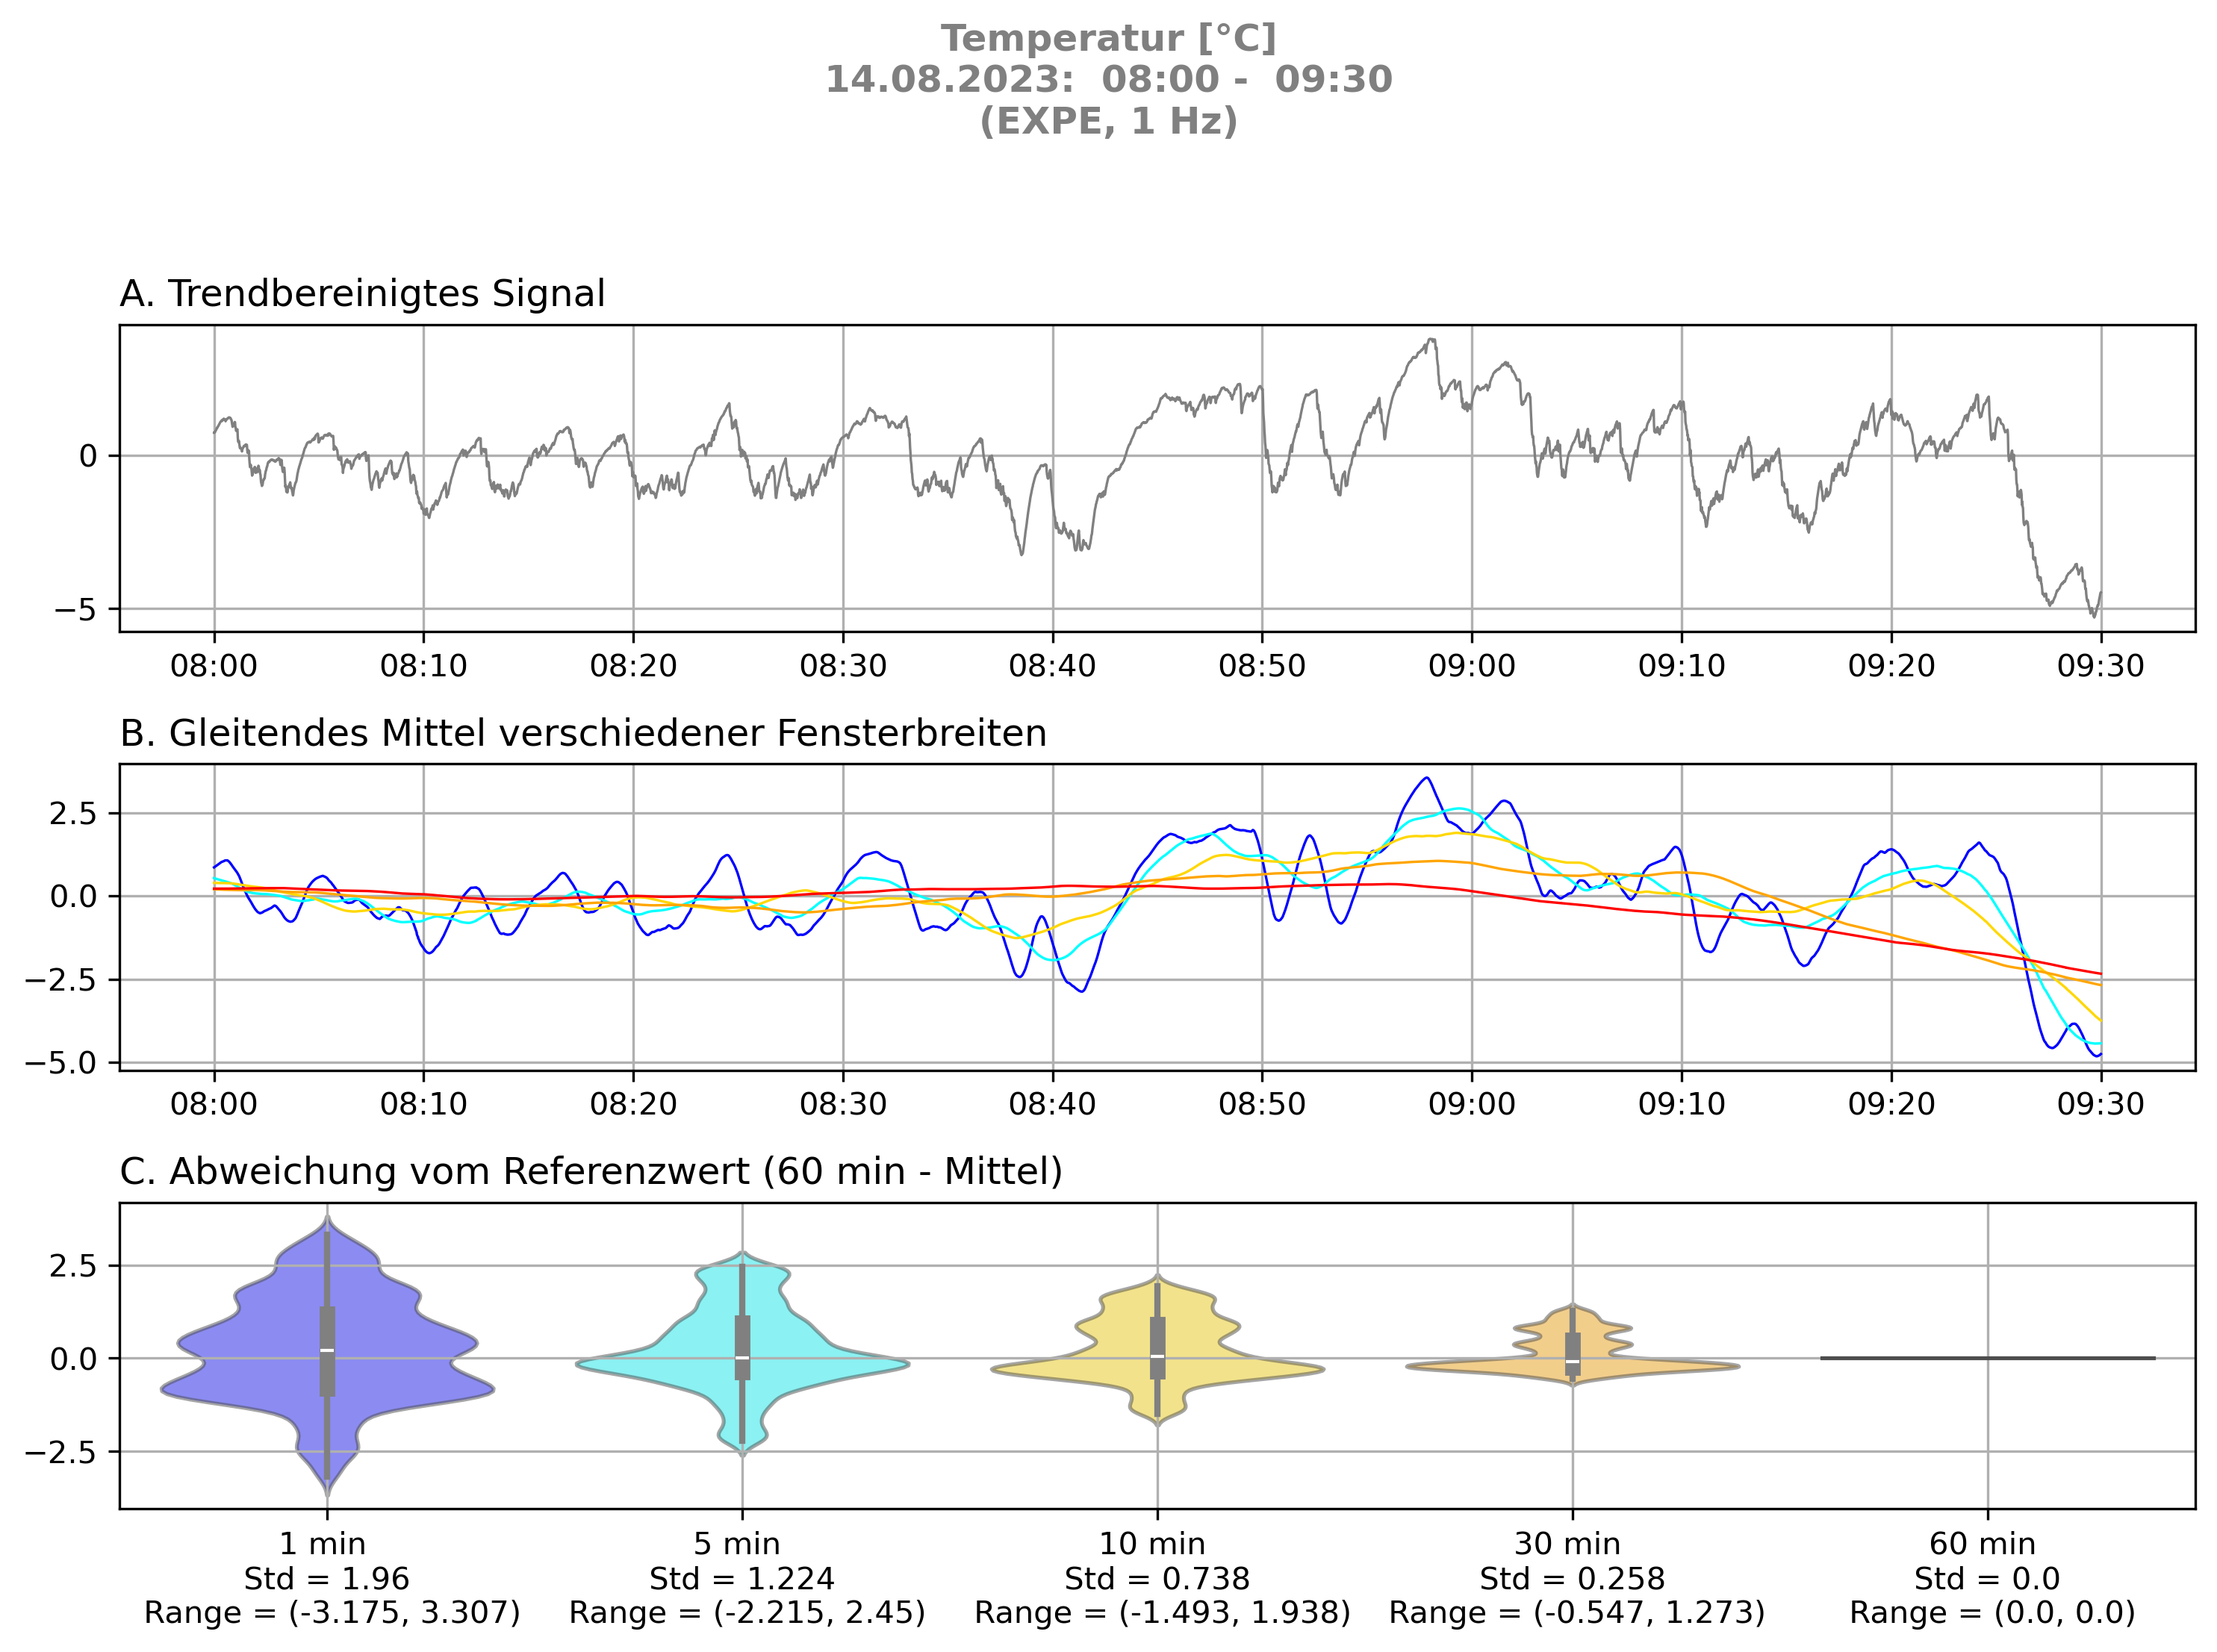 Temperatur [°C]
14.08.2023:  08:00 -  09:30
(EXPE, 1 Hz)
A. Trendbereinigtes Signal
0
−5
08:00 08:10 08:20 08:30 08:40 08:50 09:00 09:10 09:20 09:30
B. Gleitendes Mittel verschiedener Fensterbreiten
2.5
0.0
−2.5
−5.0
08:00 08:10 08:20 08:30 08:40 08:50 09:00 09:10 09:20 09:30
C. Abweichung vom Referenzwert (60 min - Mittel)
2.5
0.0
−2.5
1 min 5 min 10 min 30 min 60 min
Std = 1.96 Std = 1.224 Std = 0.738 Std = 0.258 Std = 0.0
Range = (-3.175, 3.307) Range = (-2.215, 2.45) Range = (-1.493, 1.938) Range = (-0.547, 1.273) Range = (0.0, 0.0)